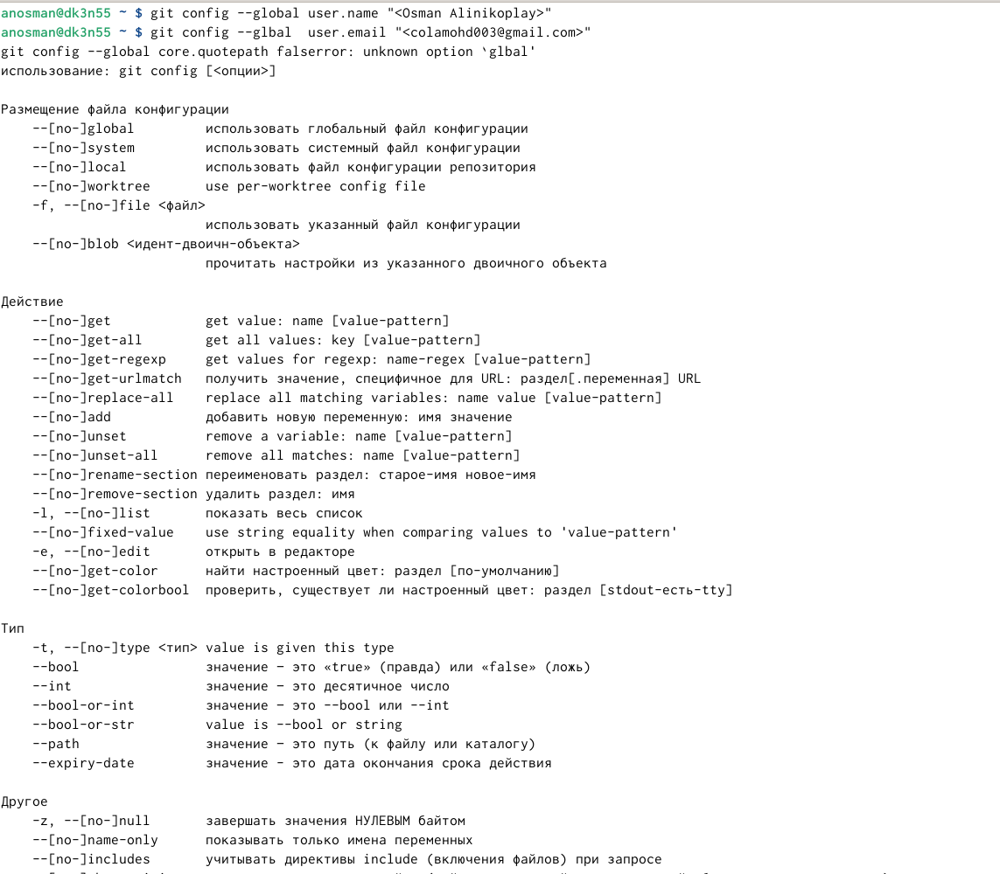 anosman@dk3n55 ~ $ git config --global user.name "<Osman Alinikoplay>"
anosman@dk3n55 ~ $ git config --glbal  user.email "<colamohd003@gmail.com>"
git config --global core.quotepath falserror: unknown option `glbal'
использование: git config [<опции>]

Размещение файла конфигурации
    --[no-]global         использовать глобальный файл конфигурации
    --[no-]system         использовать системный файл конфигурации
    --[no-]local          использовать файл конфигурации репозитория
    --[no-]worktree       use per-worktree config file
    -f, --[no-]file <файл>
                          использовать указанный файл конфигурации
    --[no-]blob <идент-двоичн-объекта>
                          прочитать настройки из указанного двоичного объекта

Действие
    --[no-]get            get value: name [value-pattern]
    --[no-]get-all        get all values: key [value-pattern]
    --[no-]get-regexp     get values for regexp: name-regex [value-pattern]
    --[no-]get-urlmatch   получить значение, специфичное для URL: раздел[.переменная] URL
    --[no-]replace-all    replace all matching variables: name value [value-pattern]
    --[no-]add            добавить новую переменную: имя значение
    --[no-]unset          remove a variable: name [value-pattern]
    --[no-]unset-all      remove all matches: name [value-pattern]
    --[no-]rename-section переименовать раздел: старое-имя новое-имя
    --[no-]remove-section удалить раздел: имя
    -l, --[no-]list       показать весь список
    --[no-]fixed-value    use string equality when comparing values to 'value-pattern'
    -e, --[no-]edit       открыть в редакторе
    --[no-]get-color      найти настроенный цвет: раздел [по-умолчанию]
    --[no-]get-colorbool  проверить, существует ли настроенный цвет: раздел [stdout-есть-tty]

Тип
    -t, --[no-]type <тип> value is given this type
    --bool                значение — это «true» (правда) или «false» (ложь)
    --int                 значение — это десятичное число
    --bool-or-int         значение — это --bool или --int
    --bool-or-str         value is --bool or string
    --path                значение — это путь (к файлу или каталогу)
    --expiry-date         значение - это дата окончания срока действия

Другое
    -z, --[no-]null       завершать значения НУЛЕВЫМ байтом
    --[no-]name-only      показывать только имена переменных
    --[no-]includes       учитывать директивы include (включения файлов) при запросе